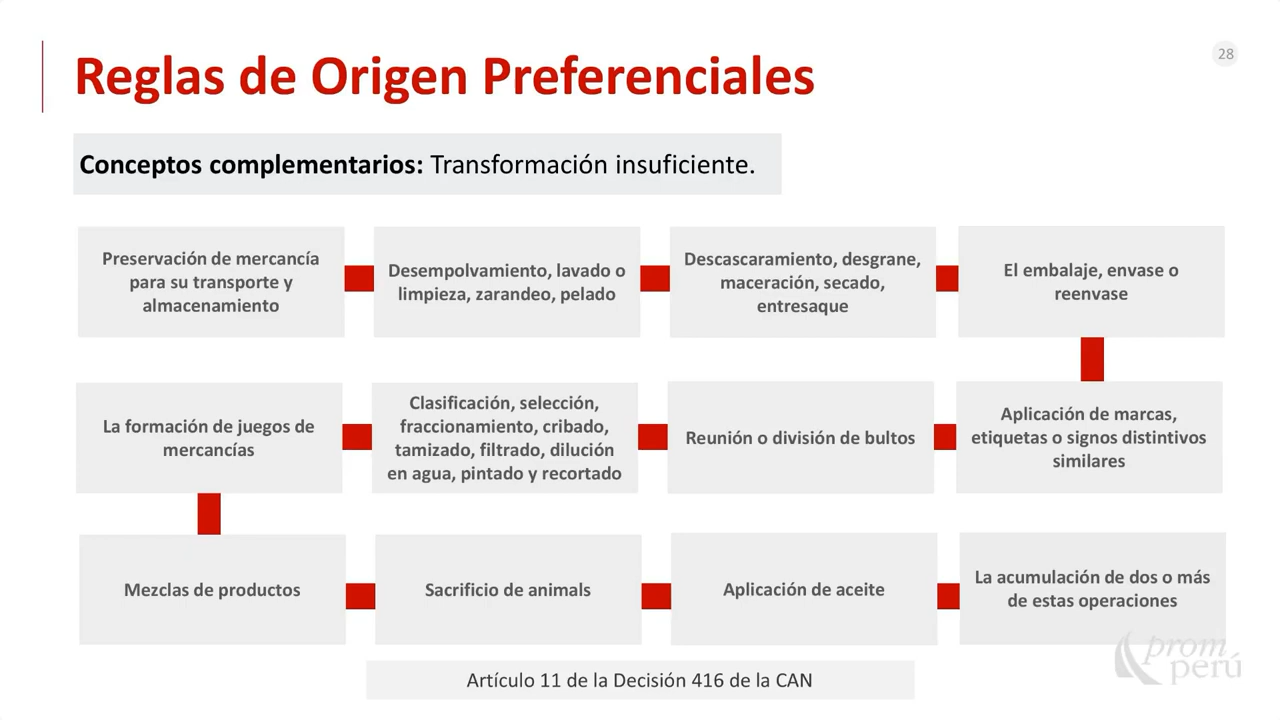 Reglas de Origen Preferenciales
28
Conceptos complementarios: Transformación insuficiente.
Preservación de mercancía
para su transporte y
almacenamiento
Desempolvamiento, lavado o
limpieza, zarandeo, pelado
Descascaramiento, desgrane,
maceración, secado,
entresaque
El embalaje, envase o
reenvase
Aplicación de marcas,
etiquetas o signos distintivos
similares
Reunión o división de bultos
Clasificación, selección,
fraccionamiento, cribado,
tamizado, filtrado, dilución
en agua, pintado y recortado
La formación de juegos de
mercancías
Mezclas de productos
Sacrificio de animals
Aplicación de aceite
La acumulación de dos o más
de estas operaciones
Artículo 11 de la Decisión 416 de la CAN
prom
perú